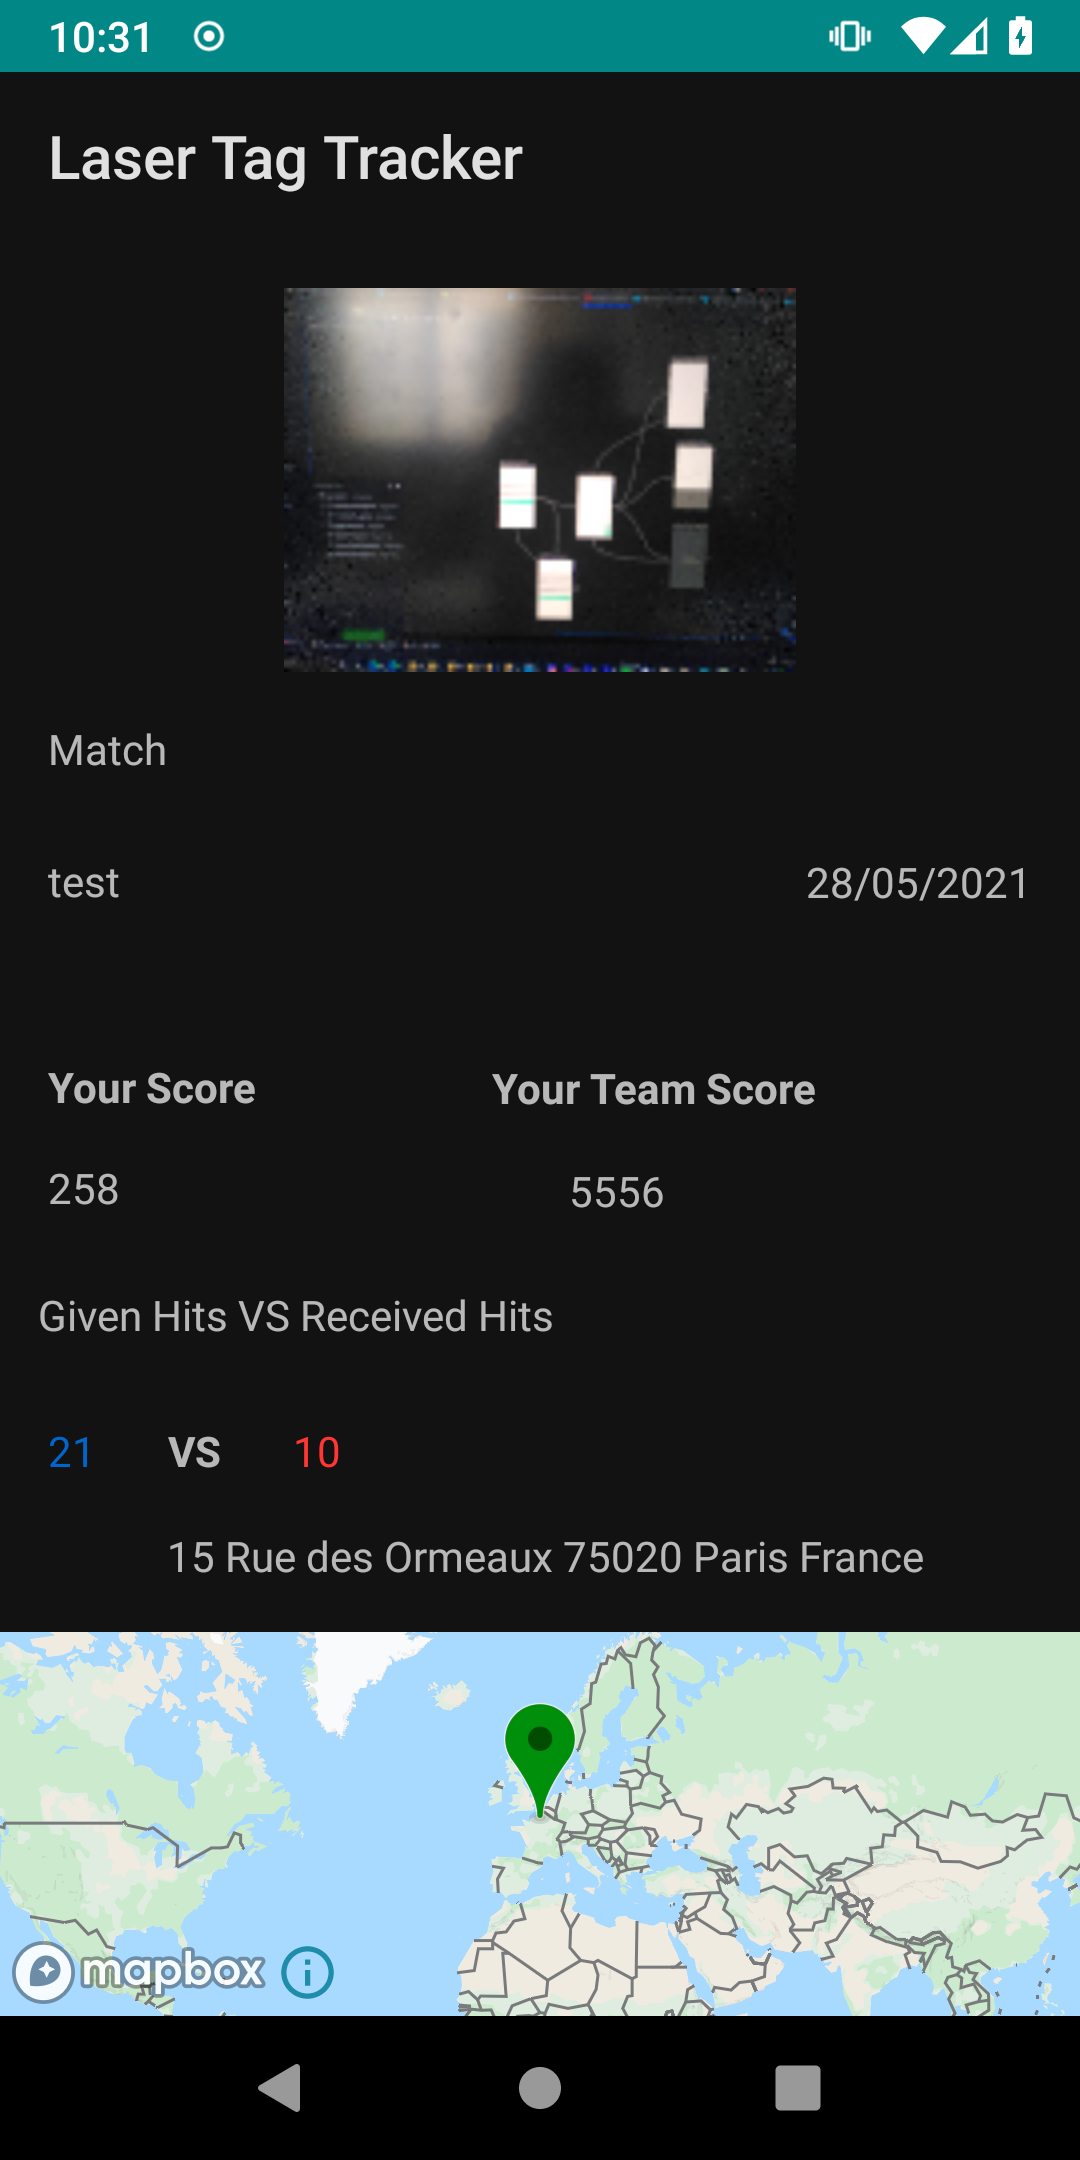 10:31
Laser Tag Tracker
Match
test 28/05/2021
Your Score Your Team Score
258 5556
Given Hits VS Received Hits
21 VS 10
15 Rue des Ormeaux 75020 Paris France
mapbox